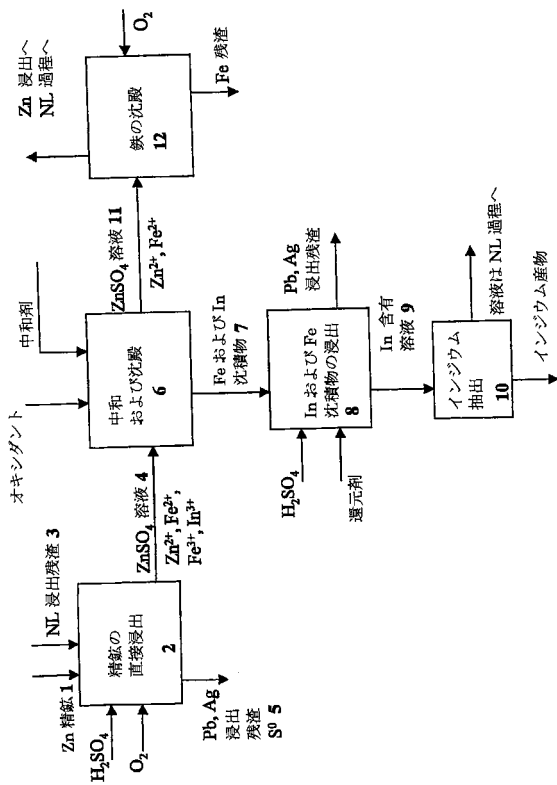 Zn 精鉱 1
NL 浸出残渣 3
H₂SO₄
O₂
精鉱の
直接浸出
2
Pb, Ag
浸出
残渣
S⁰ 5
ZnSO₄ 溶液 4
Zn²⁺, Fe²⁺,
Fe³⁺, In³⁺
オキシダント
中和剤
中和
および沈殿
6
ZnSO₄ 溶液 11
Zn²⁺, Fe²⁺
Zn 浸出へ
NL 過程へ
O₂
鉄の沈殿
12
Fe 残渣
Fe および In
沈積物 7
H₂SO₄
還元剤
In および Fe
沈積物の浸出
8
Pb, Ag
浸出残渣
In 含有
溶液 9
インジウム
抽出
10
溶液は NL 過程へ
インジウム産物